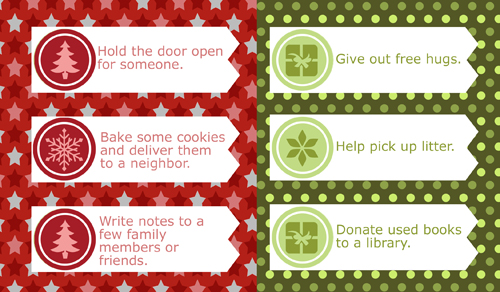 Hold the door open
for someone.
Bake some cookies
and deliver them
to a neighbor.
Write notes to a
few family
members or
friends.
Give out free hugs.
Help pick up litter.
Donate used books
to a library.